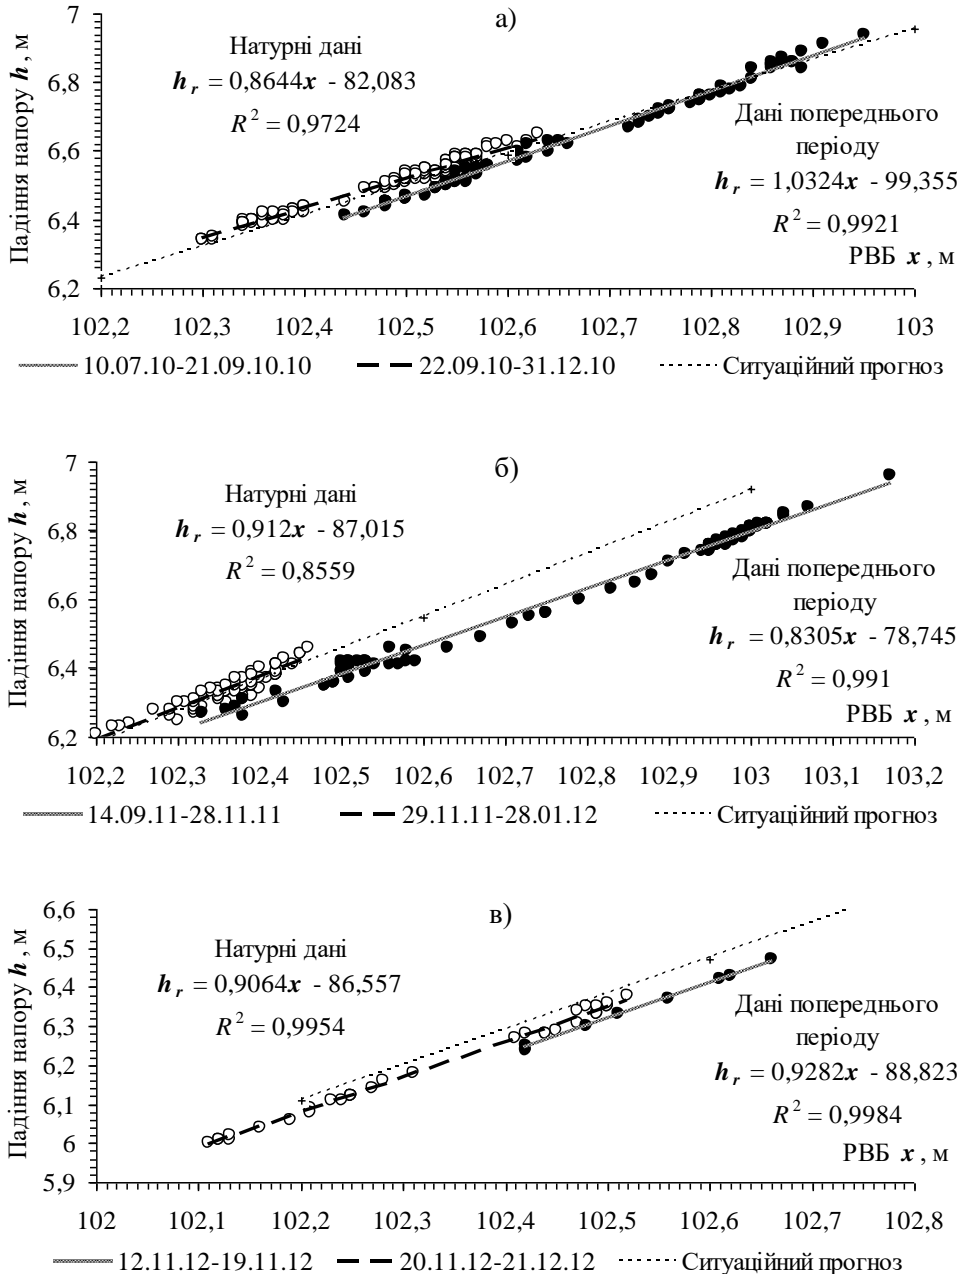 а)
Падіння напору h, м
7
6,8
6,6
6,4
6,2
Натурні дані
h r = 0,8644x - 82,083
R² = 0,9724
Дані попереднього
періоду
h r = 1,0324x - 99,355
R² = 0,9921
РВБ x , м
102,2 102,3 102,4 102,5 102,6 102,7 102,8 102,9 103
10.07.10-21.09.10.10 22.09.10-31.12.10 Ситуаційний прогноз
б)
Падіння напору h, м
7
6,8
6,6
6,4
6,2
Натурні дані
h r = 0,912x - 87,015
R² = 0,8559
Дані попереднього
періоду
h r = 0,8305x - 78,745
R² = 0,991
РВБ x , м
102,2 102,3 102,4 102,5 102,6 102,7 102,8 102,9 103 103,1 103,2
14.09.11-28.11.11 29.11.11-28.01.12 Ситуаційний прогноз
в)
Падіння напору h, м
6,6
6,5
6,4
6,3
6,2
6,1
6
5,9
Натурні дані
h r = 0,9064x - 86,557
R² = 0,9954
Дані попереднього
періоду
h r = 0,9282x - 88,823
R² = 0,9984
РВБ x , м
102 102,1 102,2 102,3 102,4 102,5 102,6 102,7 102,8
12.11.12-19.11.12 20.11.12-21.12.12 Ситуаційний прогноз